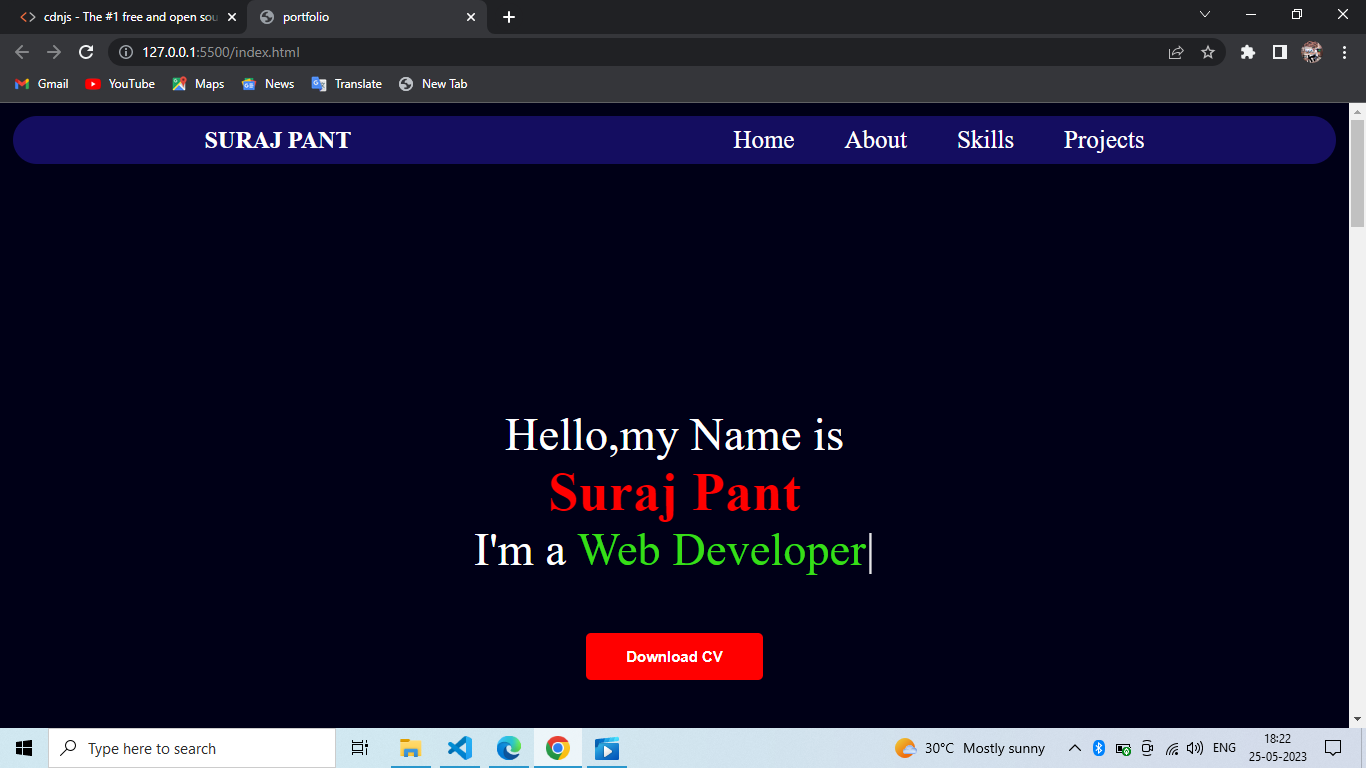 cdnjs - The #1 free and open sou
portfolio
127.0.0.1:5500/index.html
Gmail YouTube Maps News Translate New Tab
SURAJ PANT Home About Skills Projects
Hello,my Name is
Suraj Pant
I'm a Web Developer|
Download CV
Type here to search
30°C Mostly sunny
ENG
18:22
25-05-2023